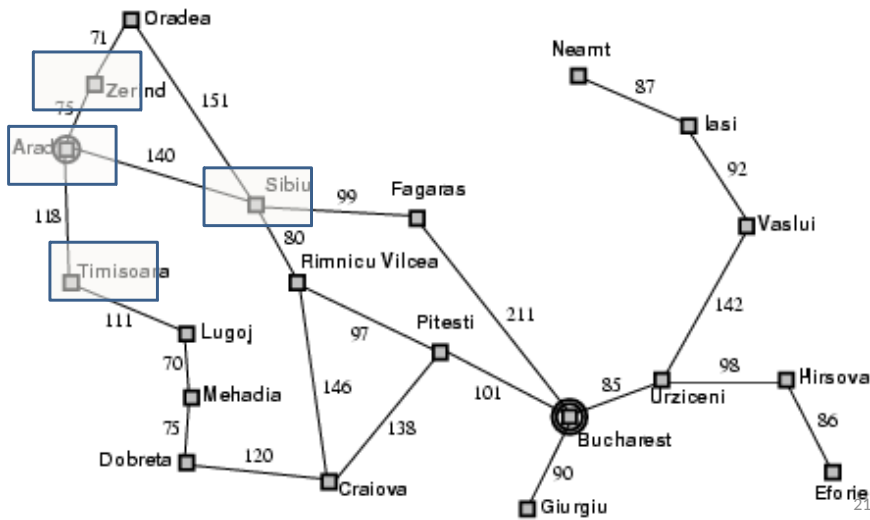 Oradea
71
Neamt
Zerind
87
151
75
Iasi
Arad
140
92
Sibiu
Fagaras
99
118
80
Vaslui
Rimnicu Vilcea
Timisoara
142
211
Pitesti
111
97
Lugoj
98
70
Hirsova
85
146
101
Mehadia
Urziceni
86
138
75
Bucharest
120
Dobreta
90
Craiova
Eforie
21
Giurgiu